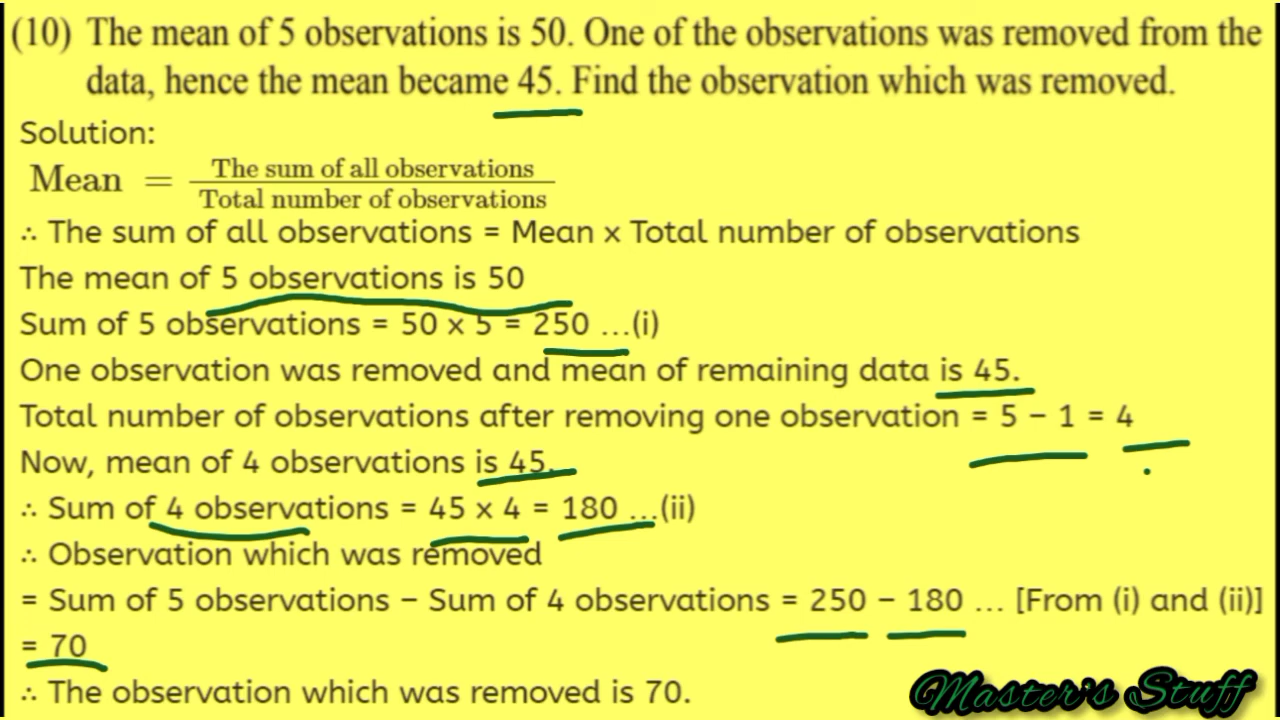 (10) The mean of 5 observations is 50. One of the observations was removed from the
data, hence the mean became 45. Find the observation which was removed.
Solution:
Mean = The sum of all observations / Total number of observations
∴ The sum of all observations = Mean x Total number of observations
The mean of 5 observations is 50
Sum of 5 observations = 50 x 5 = 250 …(i)
One observation was removed and mean of remaining data is 45.
Total number of observations after removing one observation = 5 – 1 = 4
Now, mean of 4 observations is 45.
∴ Sum of 4 observations = 45 x 4 = 180 …(ii)
∴ Observation which was removed
= Sum of 5 observations – Sum of 4 observations = 250 – 180 … [From (i) and (ii)]
= 70
∴ The observation which was removed is 70.
Master's Stuff